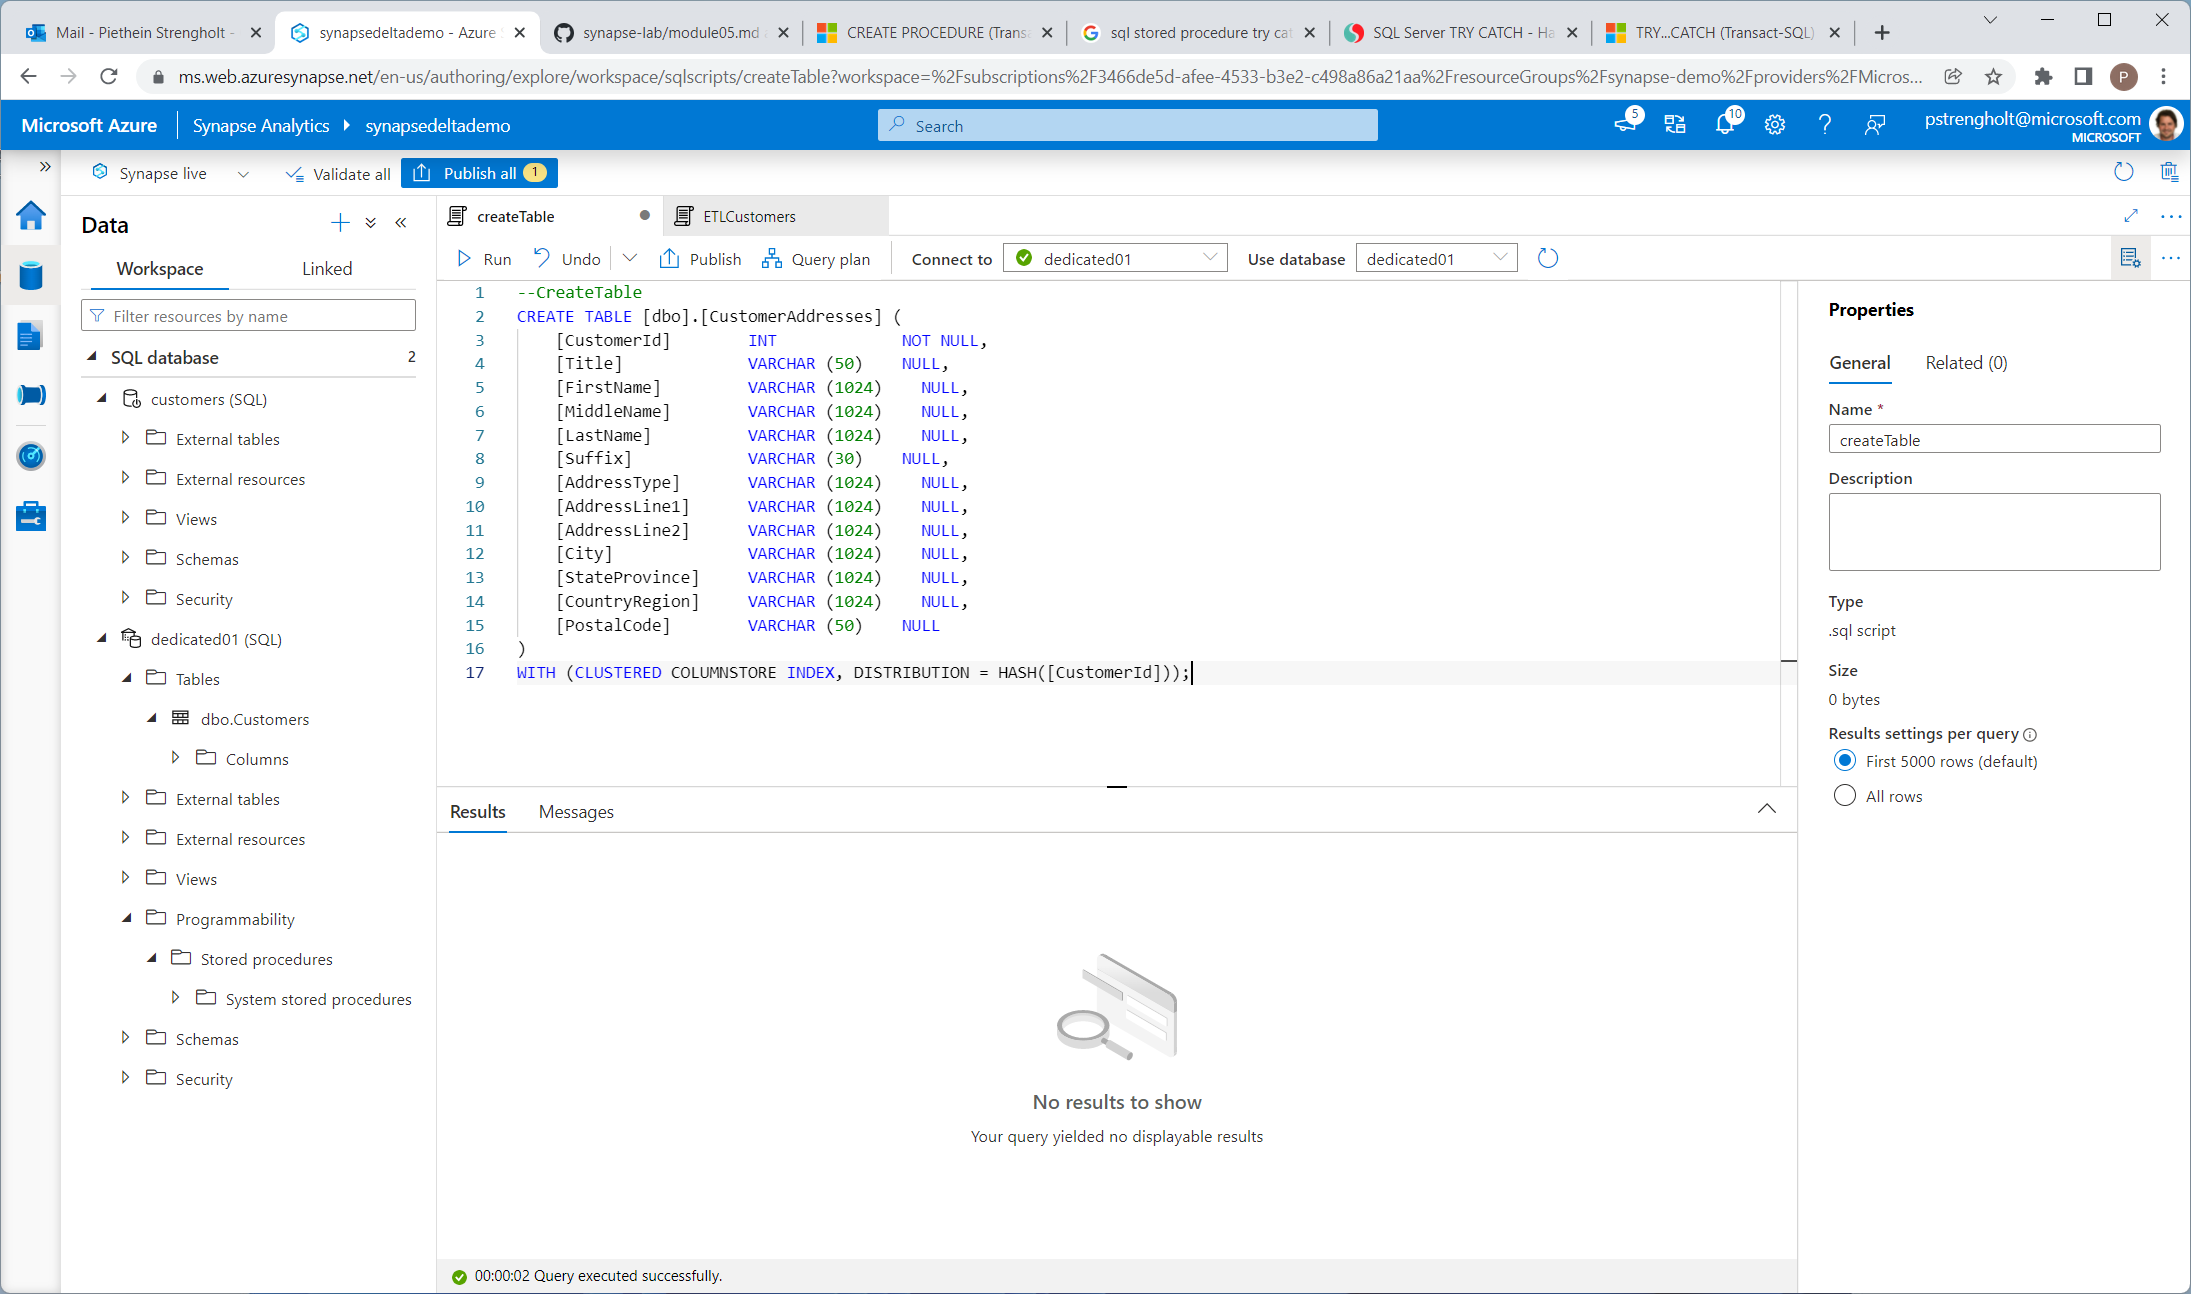 Mail - Piethein Strengholt -
synapsedeltademo - Azure
synapse-lab/module05.md
CREATE PROCEDURE (Trans
sql stored procedure try cat
SQL Server TRY CATCH - Ha
TRY...CATCH (Transact-SQL)
ms.web.azuresynapse.net/en-us/authoring/explore/workspace/sqlscripts/createTable?workspace=%2Fsubscriptions%2F3466de5d-afee-4533-b3e2-c498a86a21aa%2FresourceGroups%2Fsynapse-demo%2Fproviders%2FMicros...
P
Microsoft Azure
Synapse Analytics
synapsedeltademo
Search
5
10
pstrengholt@microsoft.com
MICROSOFT
Synapse live
Validate all
Publish all 1
Data
Workspace
Linked
Filter resources by name
SQL database 2
customers (SQL)
External tables
External resources
Views
Schemas
Security
dedicated01 (SQL)
Tables
dbo.Customers
Columns
External tables
External resources
Views
Programmability
Stored procedures
System stored procedures
Schemas
Security
createTable
ETLCustomers
Run
Undo
Publish
Query plan
Connect to
dedicated01
Use database
dedicated01
1 --CreateTable
2 CREATE TABLE [dbo].[CustomerAddresses] (
3 [CustomerId] INT NOT NULL,
4 [Title] VARCHAR (50) NULL,
5 [FirstName] VARCHAR (1024) NULL,
6 [MiddleName] VARCHAR (1024) NULL,
7 [LastName] VARCHAR (1024) NULL,
8 [Suffix] VARCHAR (30) NULL,
9 [AddressType] VARCHAR (1024) NULL,
10 [AddressLine1] VARCHAR (1024) NULL,
11 [AddressLine2] VARCHAR (1024) NULL,
12 [City] VARCHAR (1024) NULL,
13 [StateProvince] VARCHAR (1024) NULL,
14 [CountryRegion] VARCHAR (1024) NULL,
15 [PostalCode] VARCHAR (50) NULL
16 )
17 WITH (CLUSTERED COLUMNSTORE INDEX, DISTRIBUTION = HASH([CustomerId]));
Results
Messages
No results to show
Your query yielded no displayable results
00:00:02 Query executed successfully.
Properties
General
Related (0)
Name *
createTable
Description
Type
.sql script
Size
0 bytes
Results settings per query
First 5000 rows (default)
All rows